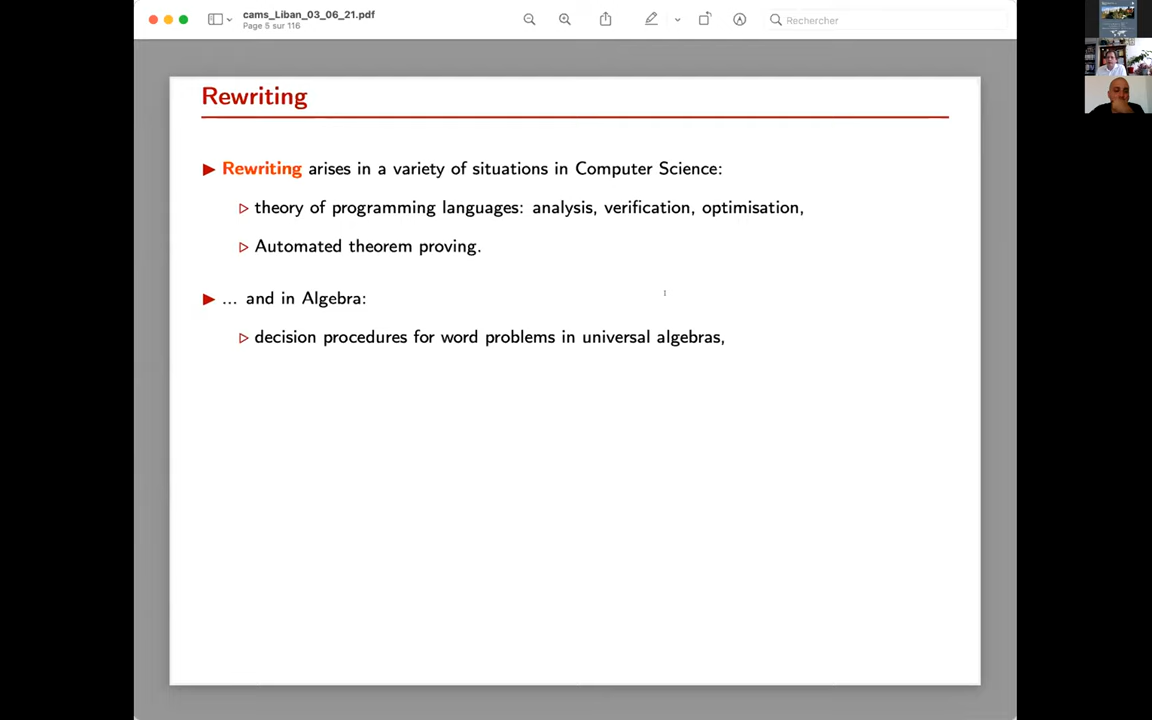 cams_Liban_03_06_21.pdf
Page 5 sur 116
Rechercher
Rewriting
▶ Rewriting arises in a variety of situations in Computer Science:
▷ theory of programming languages: analysis, verification, optimisation,
▷ Automated theorem proving.
▶ ... and in Algebra:
▷ decision procedures for word problems in universal algebras,